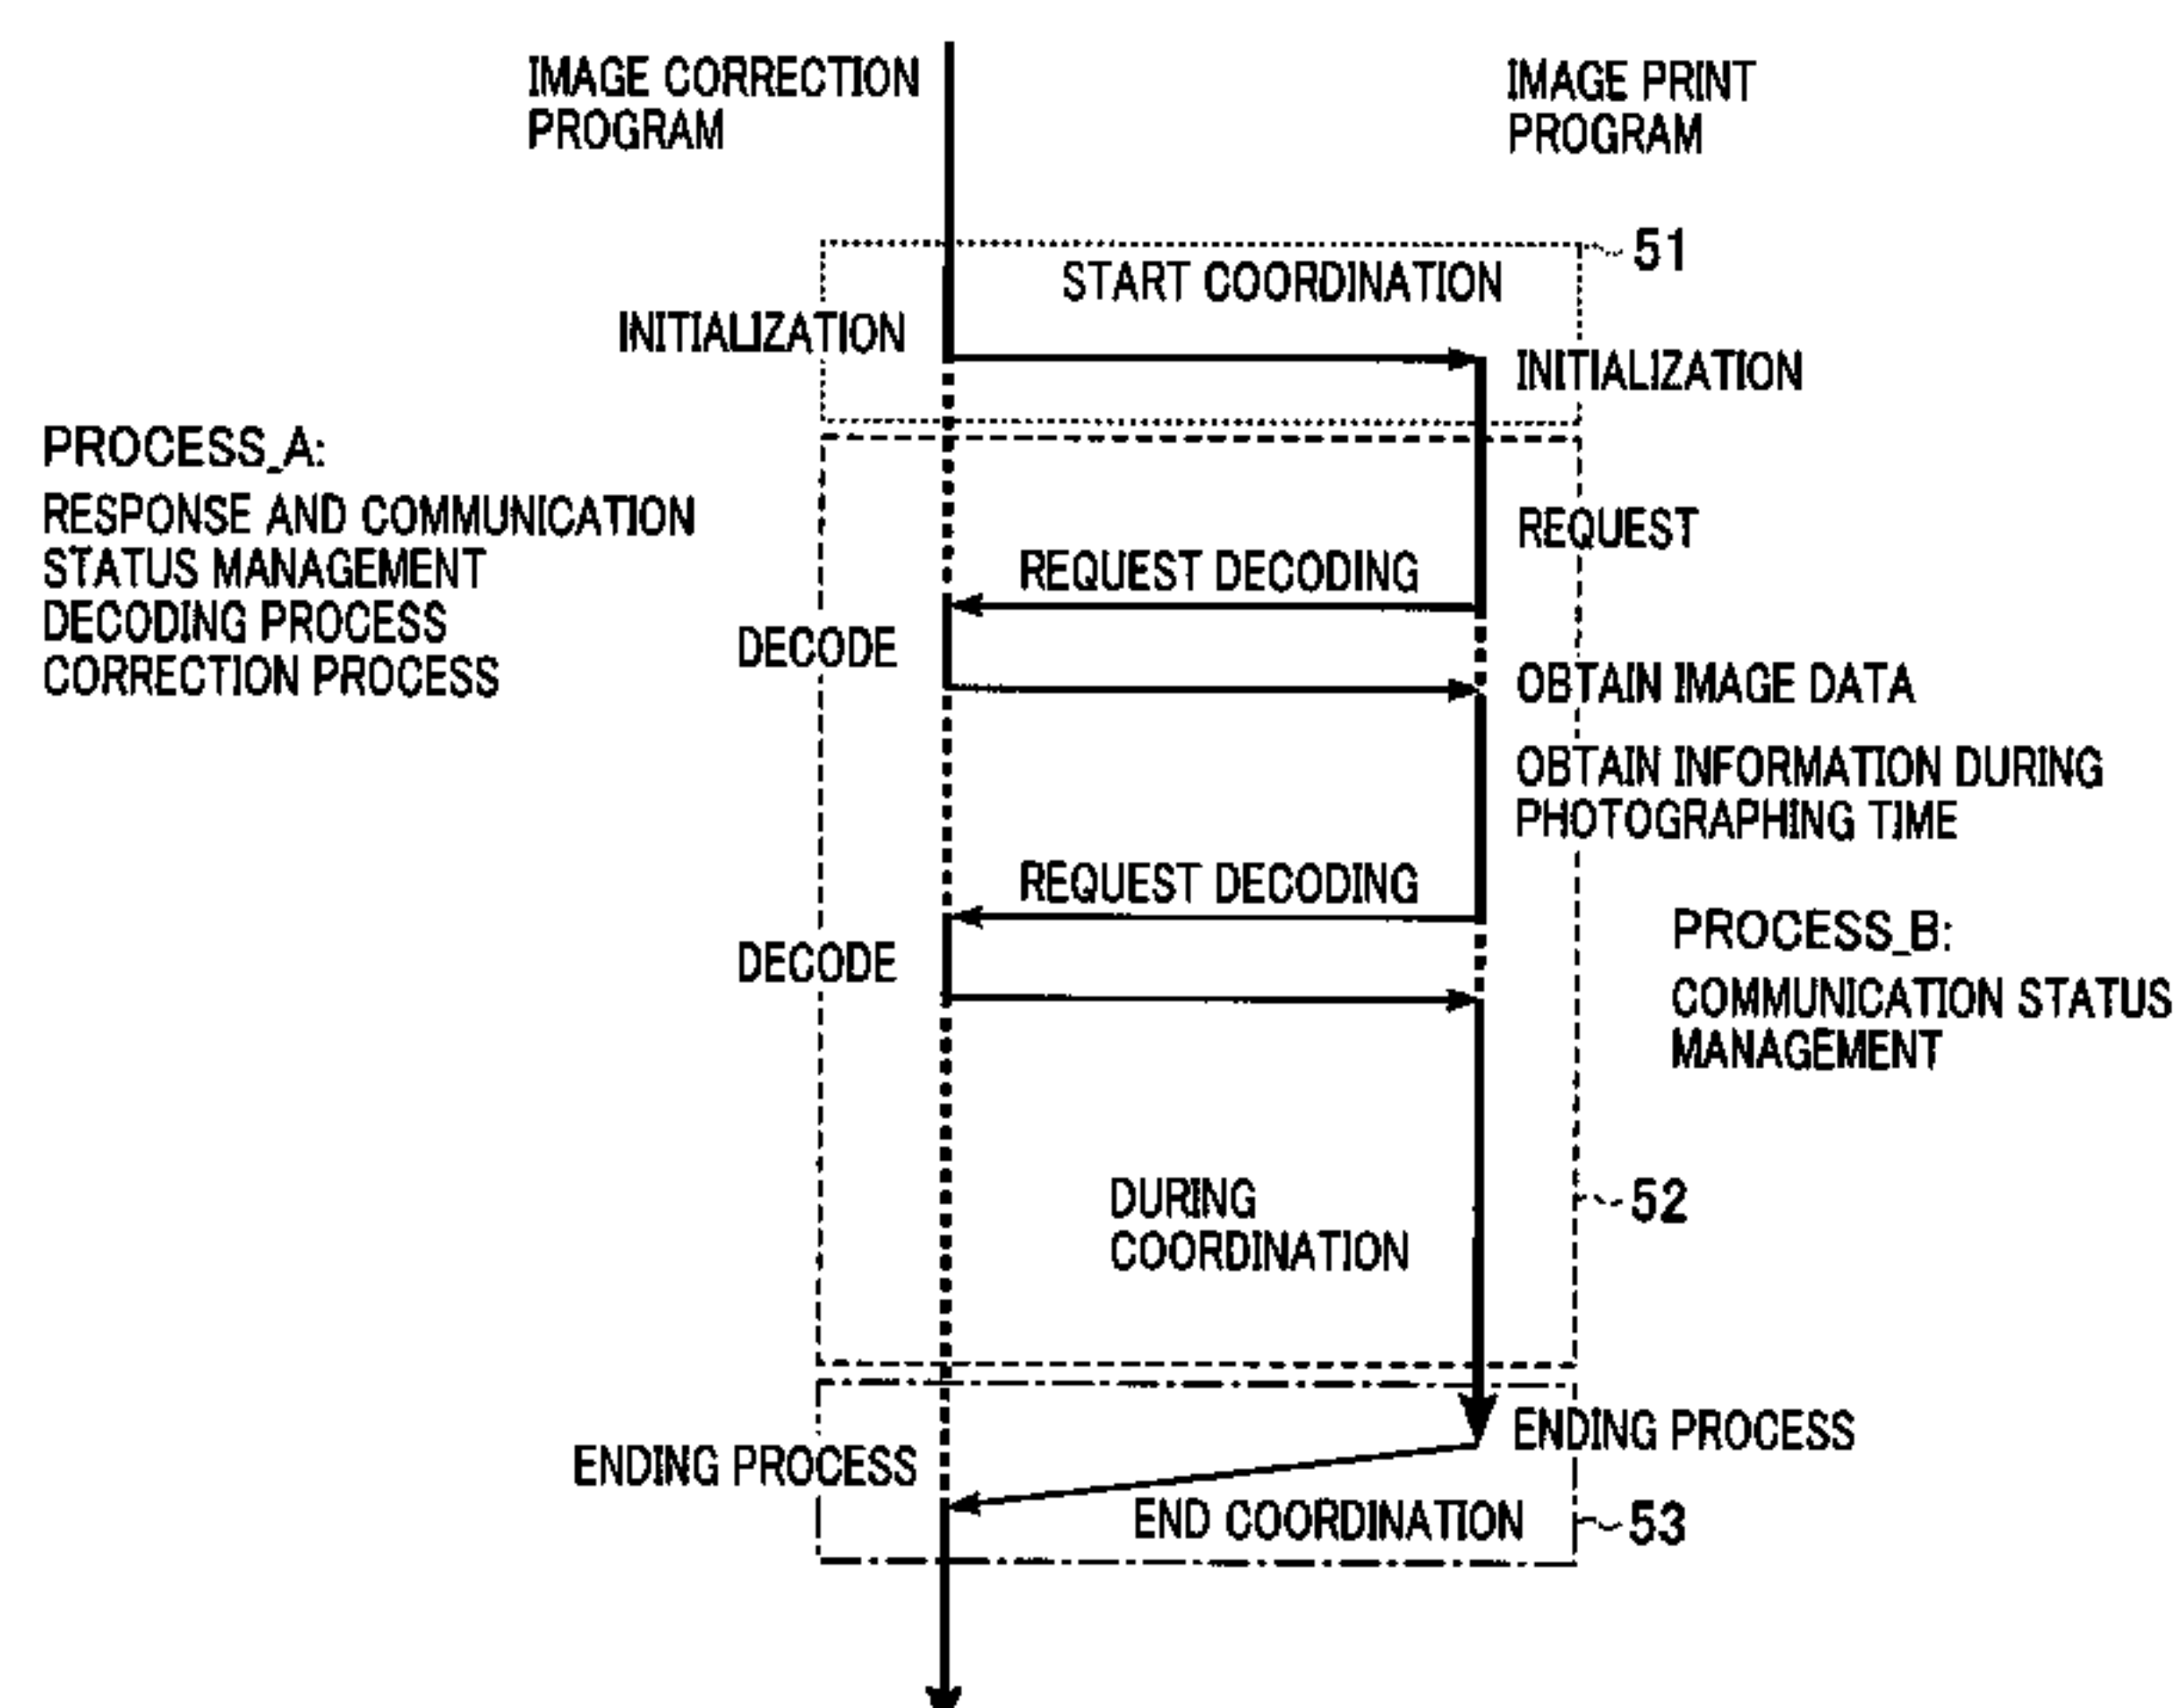 IMAGE CORRECTION
PROGRAM
IMAGE PRINT
PROGRAM
51
START COORDINATION
INITIALIZATION
INITIALIZATION
PROCESS_A:
RESPONSE AND COMMUNICATION
STATUS MANAGEMENT
DECODING PROCESS
CORRECTION PROCESS
REQUEST
REQUEST DECODING
DECODE
OBTAIN IMAGE DATA
OBTAIN INFORMATION DURING
PHOTOGRAPHING TIME
REQUEST DECODING
DECODE
PROCESS_B:
COMMUNICATION STATUS
MANAGEMENT
DURING
COORDINATION
52
ENDING PROCESS
ENDING PROCESS
END COORDINATION
53